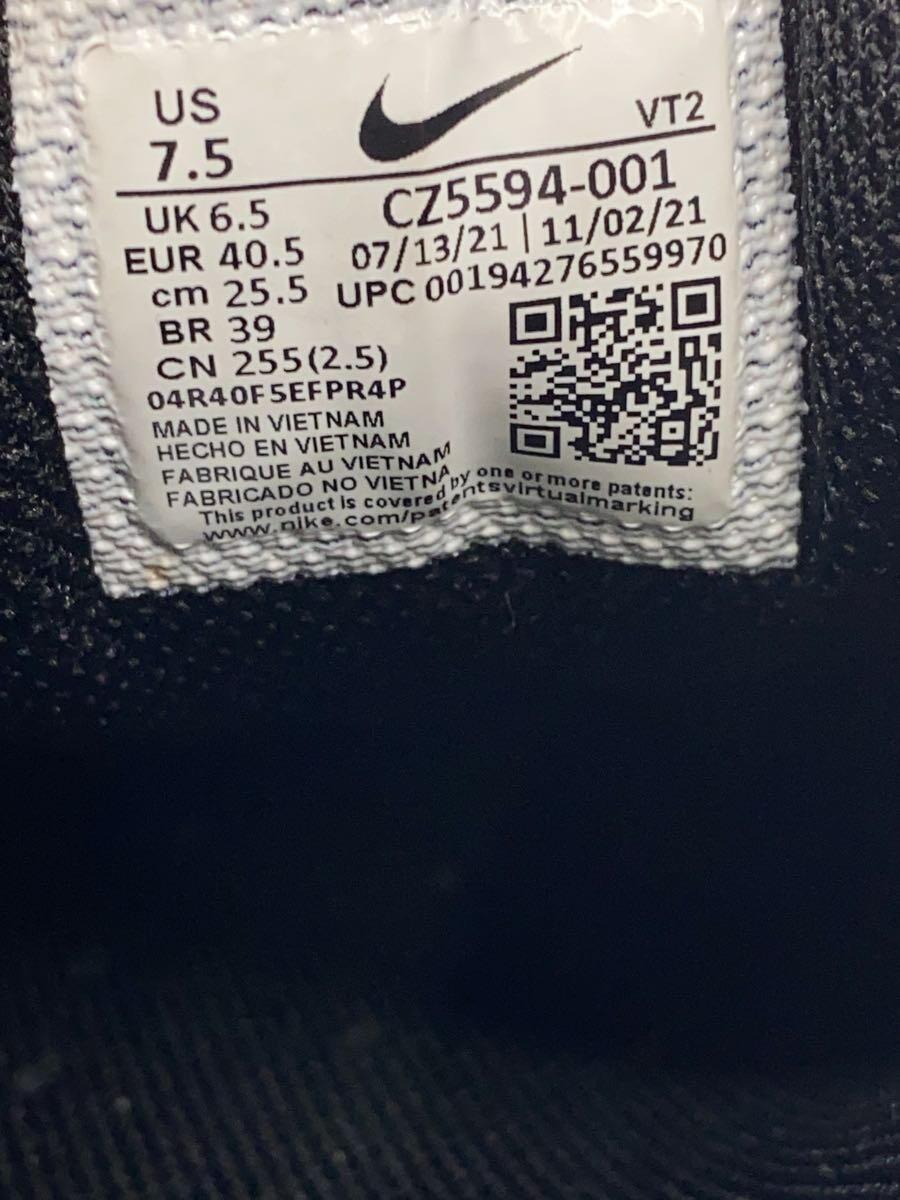 US
7.5
VT2
UK 6.5
EUR 40.5
cm 25.5
BR 39
CN 255(2.5)
CZ5594-001
07/13/21 | 11/02/21
UPC 00194276559970
04R40F5EFPR4P
MADE IN VIETNAM
HECHO EN VIETNAM
FABRIQUE AU VIETNAM
FABRICADO NO VIETNA
This product is covered by one or more patents:
www.nike.com/patentsvirtualmarking